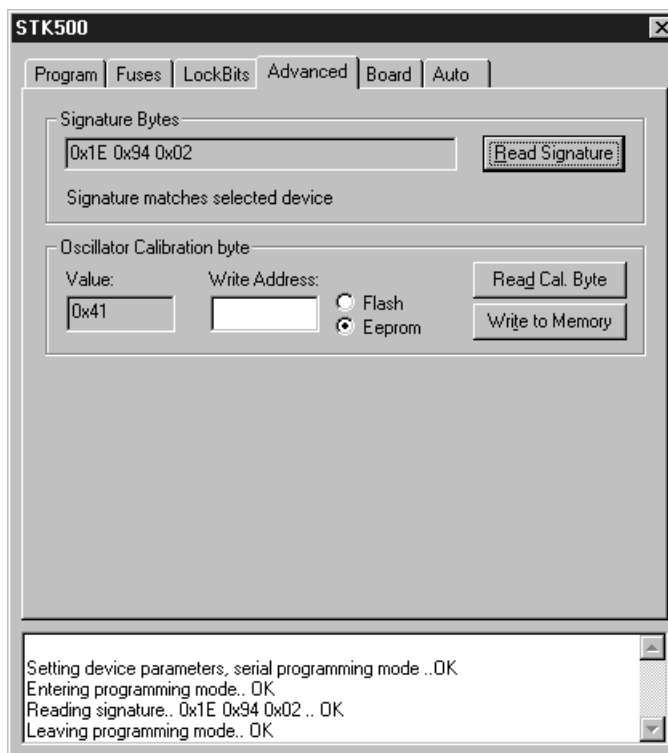 STK500
Program Fuses LockBits Advanced Board Auto
Signature Bytes
0x1E 0x94 0x02
Read Signature
Signature matches selected device
Oscillator Calibration byte
Value:
Write Address:
Read Cal. Byte
0x41
Flash
Eeprom
Write to Memory
Setting device parameters, serial programming mode ..OK
Entering programming mode.. OK
Reading signature.. 0x1E 0x94 0x02 .. OK
Leaving programming mode.. OK